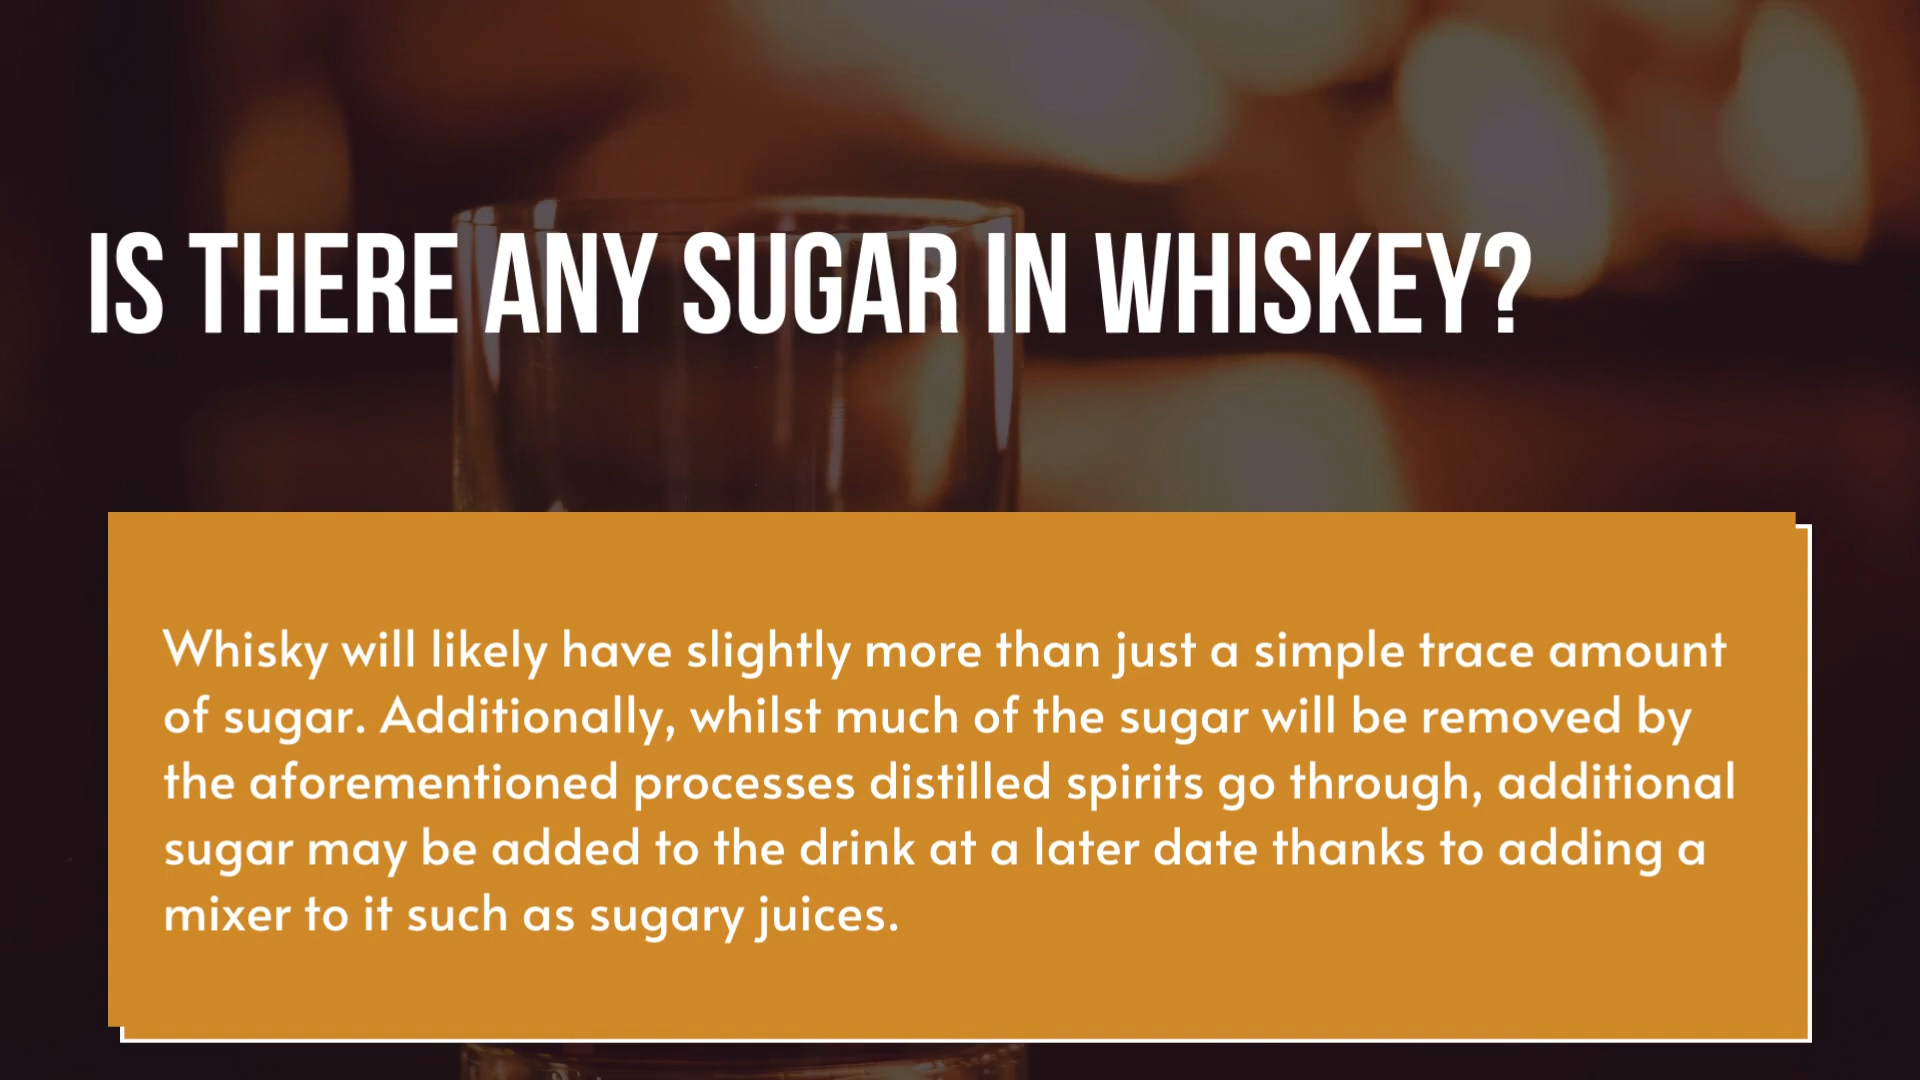 IS THERE ANY SUGAR IN WHISKEY?
Whisky will likely have slightly more than just a simple trace amount
of sugar. Additionally, whilst much of the sugar will be removed by
the aforementioned processes distilled spirits go through, additional
sugar may be added to the drink at a later date thanks to adding a
mixer to it such as sugary juices.